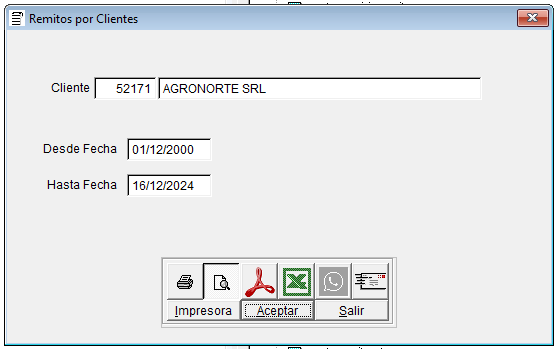 Remitos por Clientes
Cliente 52171 AGRONORTE SRL
Desde Fecha 01/12/2000
Hasta Fecha 16/12/2024
Impresora Aceptar Salir